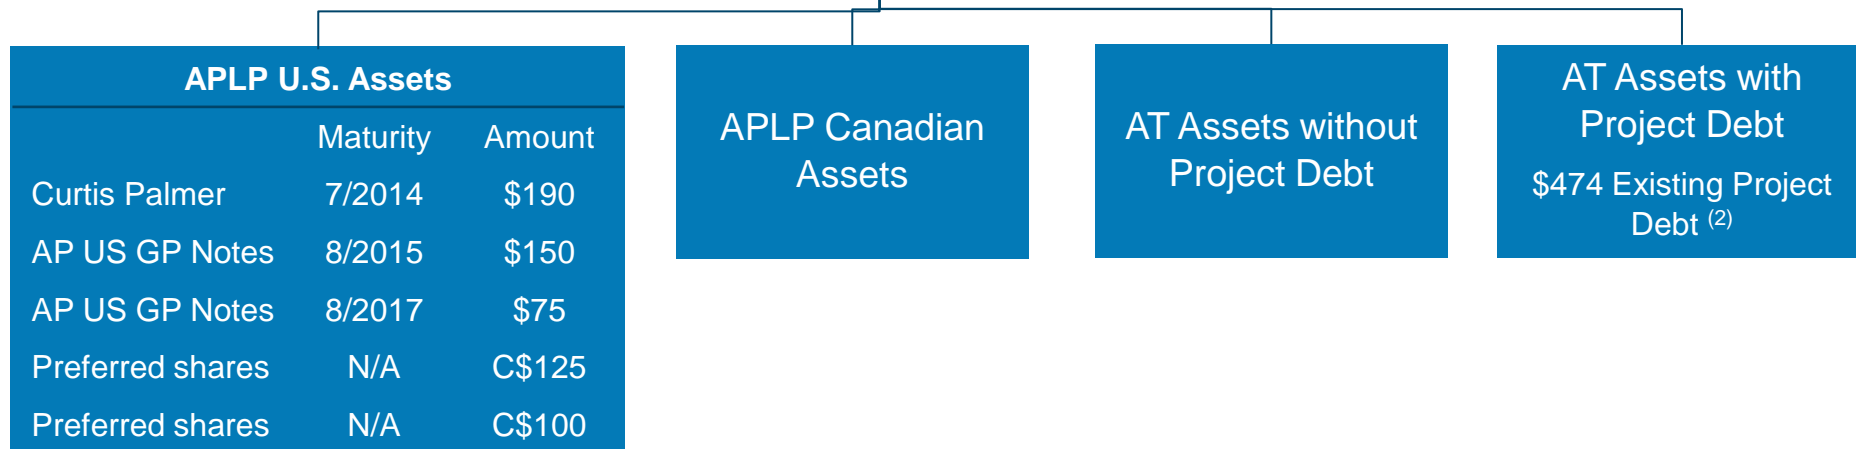 APLP U.S. Assets
Maturity Amount
Curtis Palmer 7/2014 $190
AP US GP Notes 8/2015 $150
AP US GP Notes 8/2017 $75
Preferred shares N/A C$125
Preferred shares N/A C$100
APLP Canadian
Assets
AT Assets without
Project Debt
AT Assets with
Project Debt
$474 Existing Project
Debt (2)